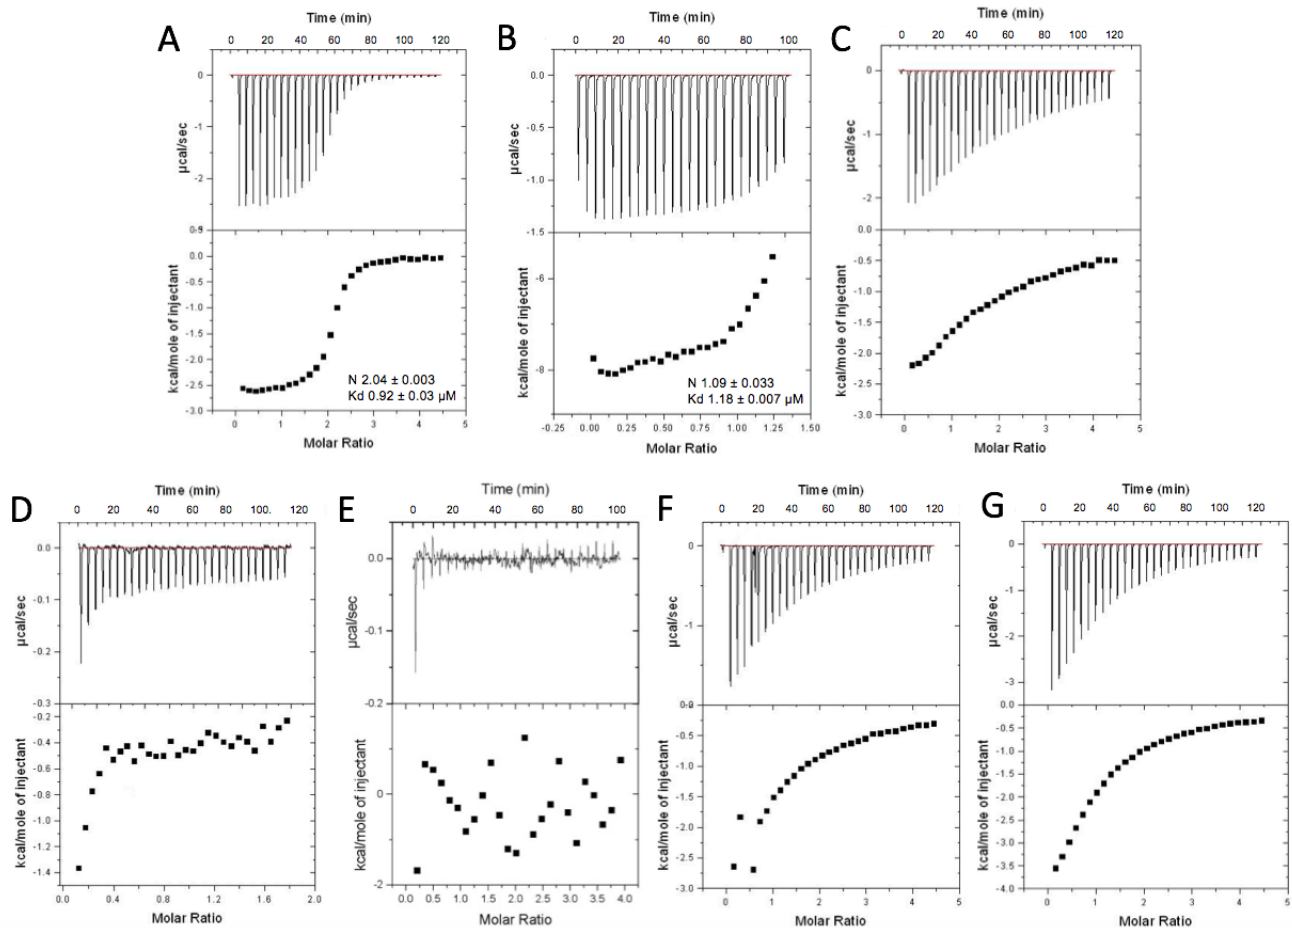 A
Time (min)
0 20 40 60 80 100 120
µcal/sec
0
-1
-2
kcal/mole of injectant
0.0
-0.5
-1.0
-1.5
-2.0
-2.5
-3.0
N 2.04 ± 0.003
Kd 0.92 ± 0.03 µM
0 1 2 3 4 5
Molar Ratio
B
Time (min)
0 20 40 60 80 100
µcal/sec
0.0
-0.5
-1.0
-1.5
kcal/mole of injectant
-6
-8
N 1.09 ± 0.033
Kd 1.18 ± 0.007 µM
-0.25 0.00 0.25 0.50 0.75 1.00 1.25 1.50
Molar Ratio
C
Time (min)
0 20 40 60 80 100 120
µcal/sec
0
-1
-2
0.0
kcal/mole of injectant
-0.5
-1.0
-1.5
-2.0
-2.5
-3.0
0 1 2 3 4 5
Molar Ratio
D
Time (min)
0 20 40 60 80 100 120
µcal/sec
0.0
-0.1
-0.2
-0.3
kcal/mole of injectant
-0.2
-0.4
-0.6
-0.8
-1.0
-1.2
-1.4
0.0 0.4 0.8 1.2 1.6 2.0
Molar Ratio
E
Time (min)
0 20 40 60 80 100
µcal/sec
0.0
-0.1
-0.2
kcal/mole of injectant
0
-2
0.0 0.5 1.0 1.5 2.0 2.5 3.0 3.5 4.0
Molar Ratio
F
Time (min)
0 20 40 60 80 100 120
µcal/sec
0
-1
kcal/mole of injectant
-0.5
-1.0
-1.5
-2.0
-2.5
-3.0
0 1 2 3 4 5
Molar Ratio
G
Time (min)
0 20 40 60 80 100 120
µcal/sec
0
-1
-2
-3
kcal/mole of injectant
-0.5
-1.0
-1.5
-2.0
-2.5
-3.0
-3.5
-4.0
0 1 2 3 4 5
Molar Ratio